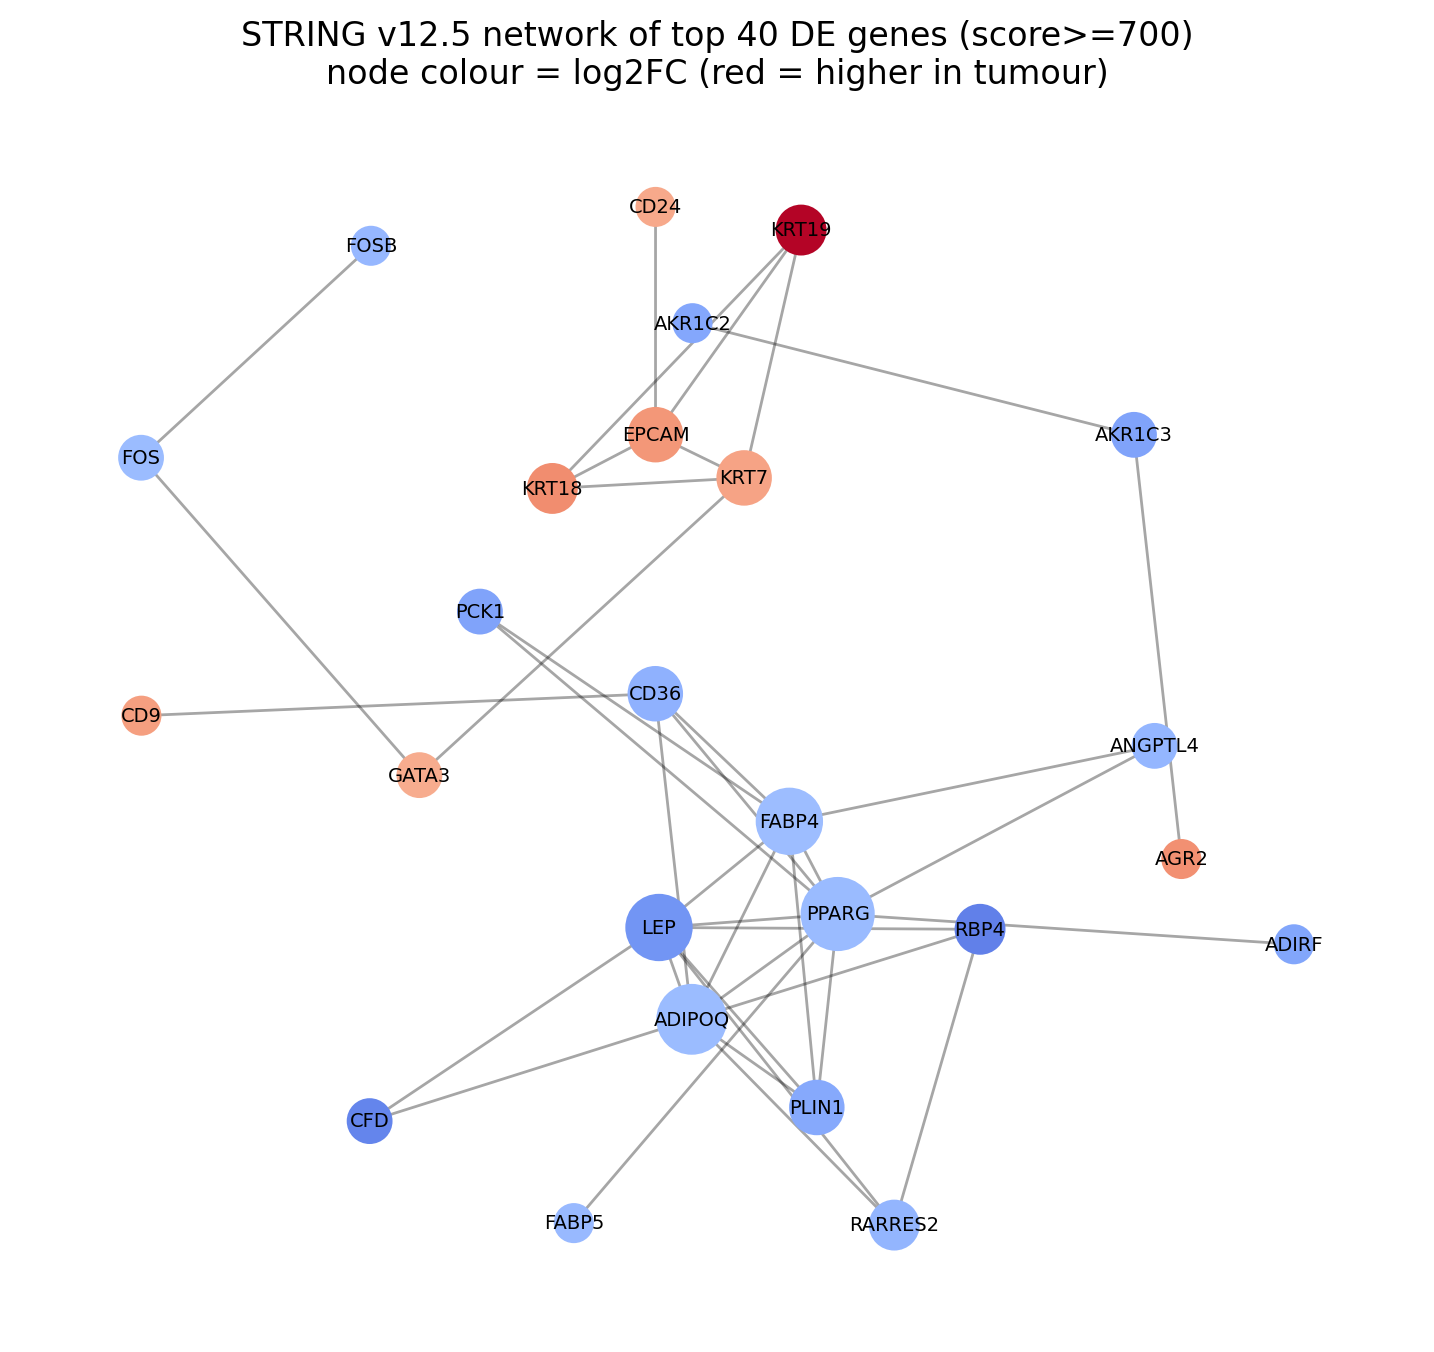 STRING v12.5 network of top 40 DE genes (score>=700)
node colour = log2FC (red = higher in tumour)
CD24
KRT19
FOSB
AKR1C2
EPCAM
AKR1C3
FOS
KRT18
KRT7
PCK1
CD36
CD9
ANGPTL4
GATA3
FABP4
AGR2
PPARG
LEP
RBP4
ADIRF
ADIPOQ
PLIN1
CFD
FABP5
RARRES2